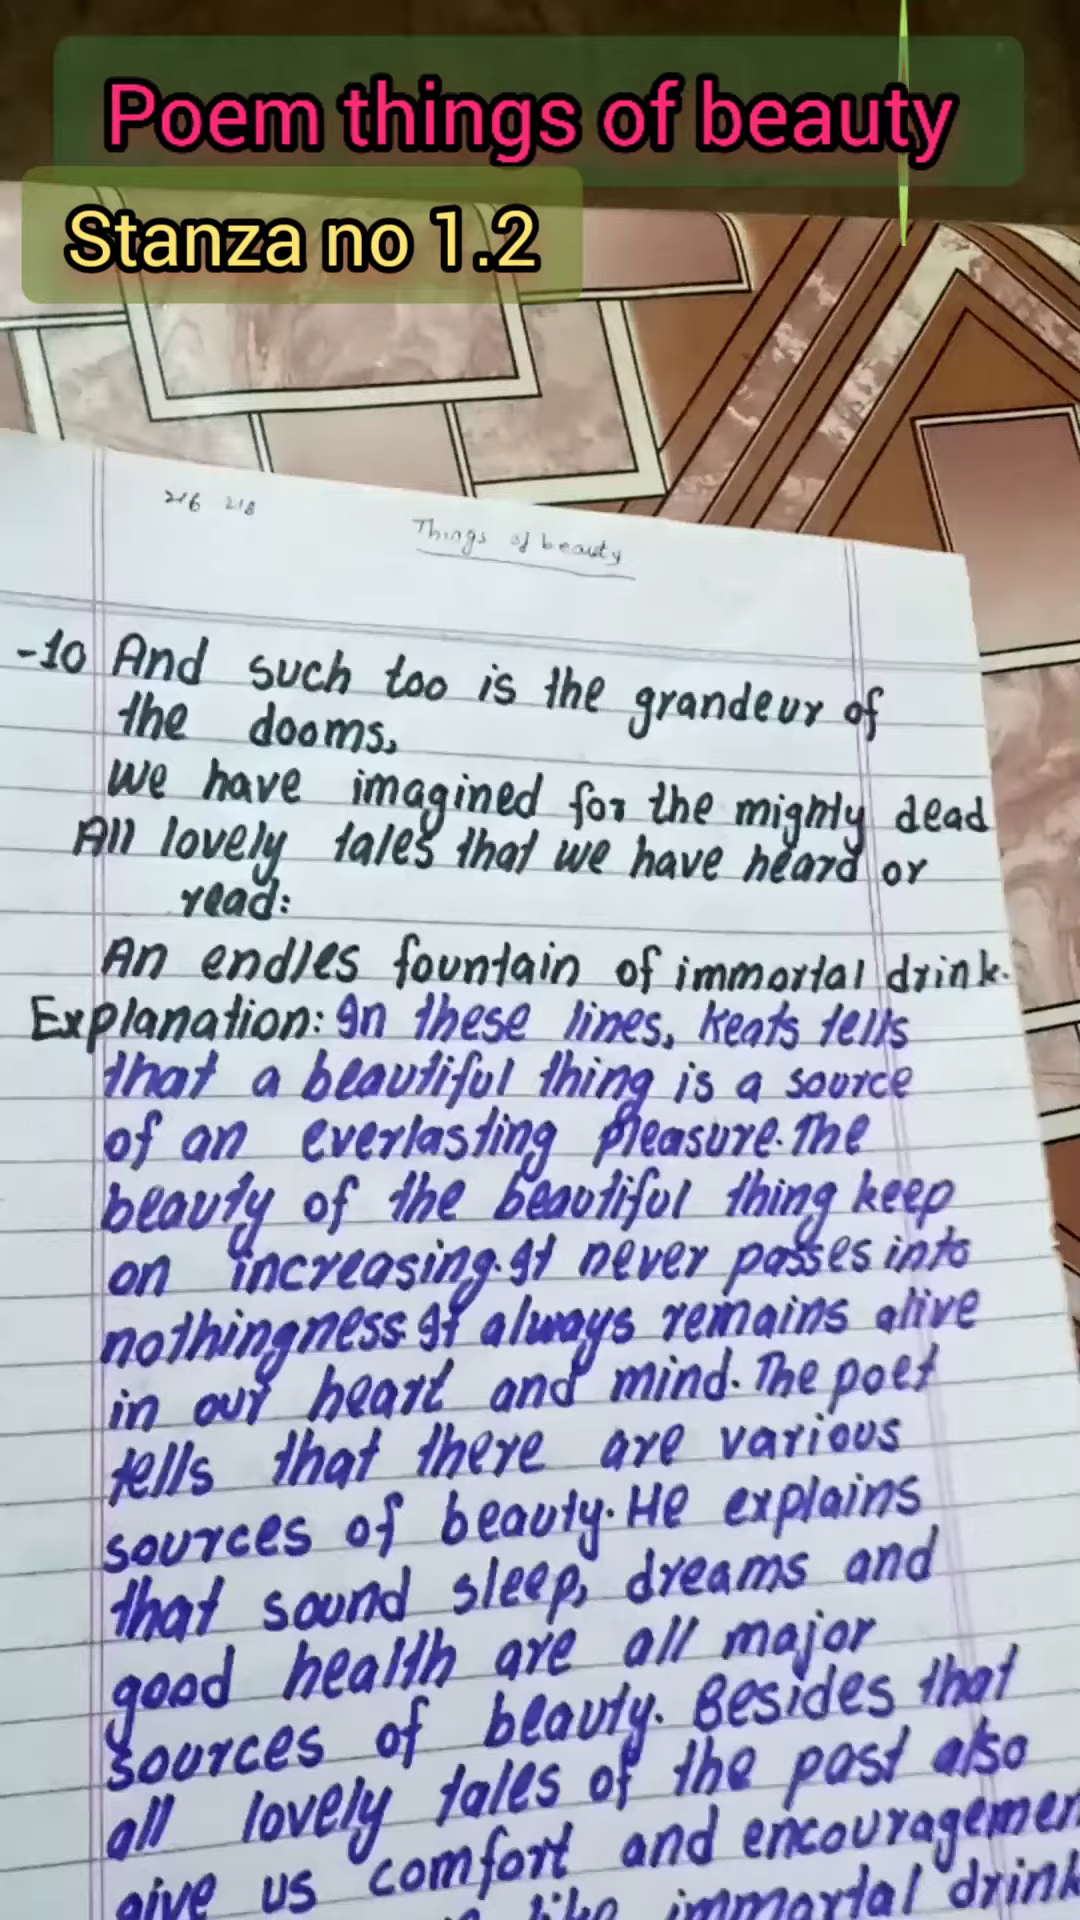 Poem things of beauty
Stanza no 1.2
216 218
Things of beauty
-10 And such too is the grandeur of
the dooms,
we have imagined for the mighty dead
All lovely tales that we have heard or
read:
An endles fountain of immortal drink.
Explanation: In these lines, Keats tells
that a beautiful thing is a source
of an everlasting pleasure. The
beauty of the beautiful thing keep
on increasing. It never passes into
nothingness It always remains alive
in our heart and mind. The poet
tells that there are various
sources of beauty. He explains
that sound sleep, dreams and
good health are all major
sources of beauty. Besides that
all lovely tales of the past also
give us comfort and encouragemen
like immortal drink